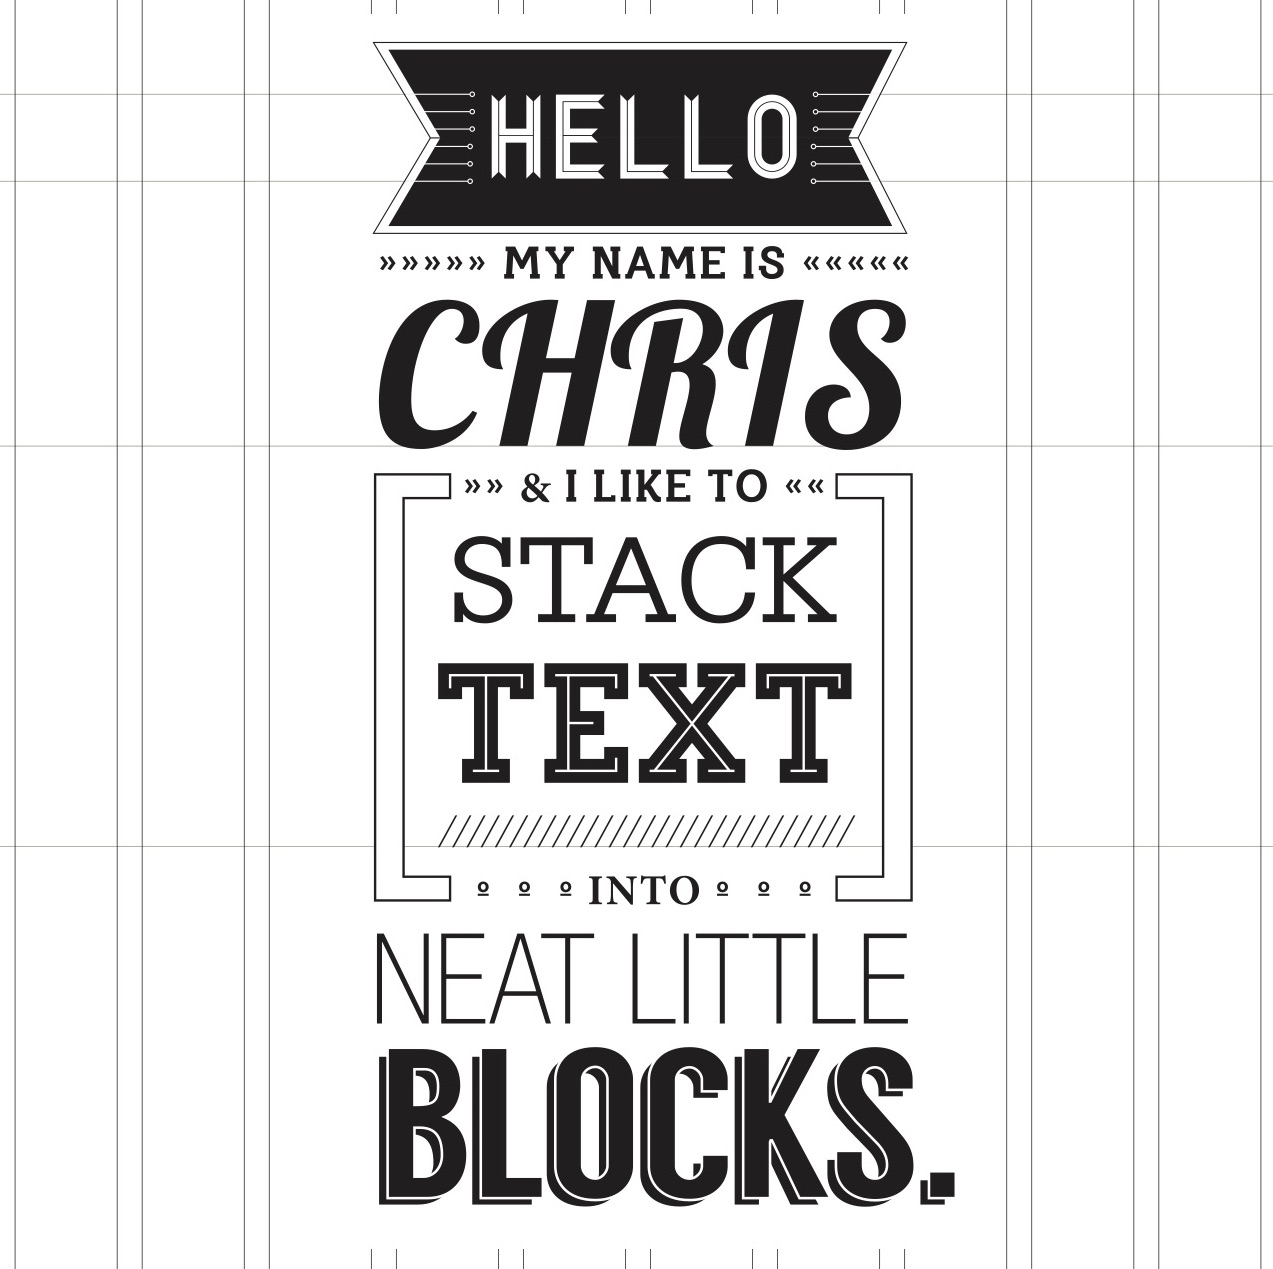 HELLO
»»»»» MY NAME IS «««««
CHRIS
»» & I LIKE TO ««
STACK
TEXT
º º º INTO º º º
NEAT LITTLE
BLOCKS.